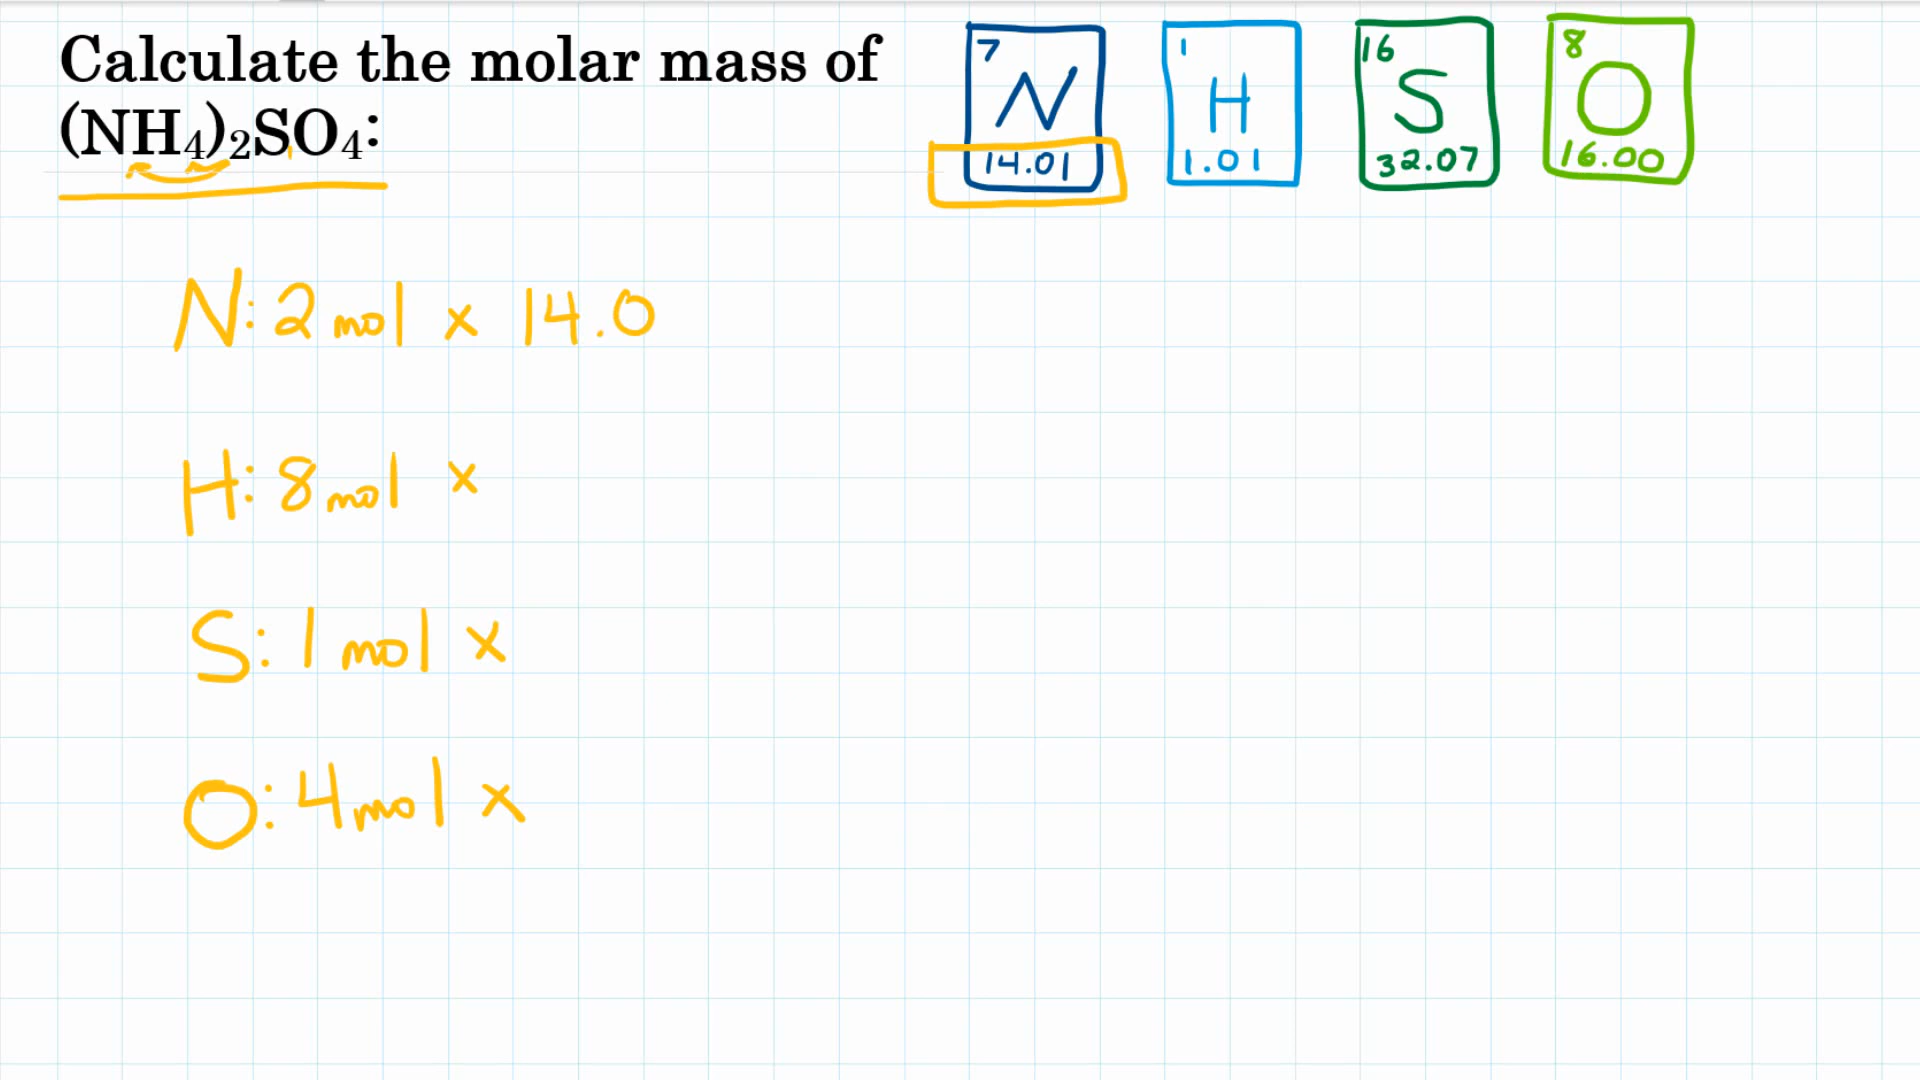 Calculate the molar mass of
(NH₄)₂SO₄:
7
N
14.01
1
H
1.01
16
S
32.07
8
O
16.00
N: 2 mol x 14.0
H: 8 mol x
S: 1 mol x
O: 4 mol x